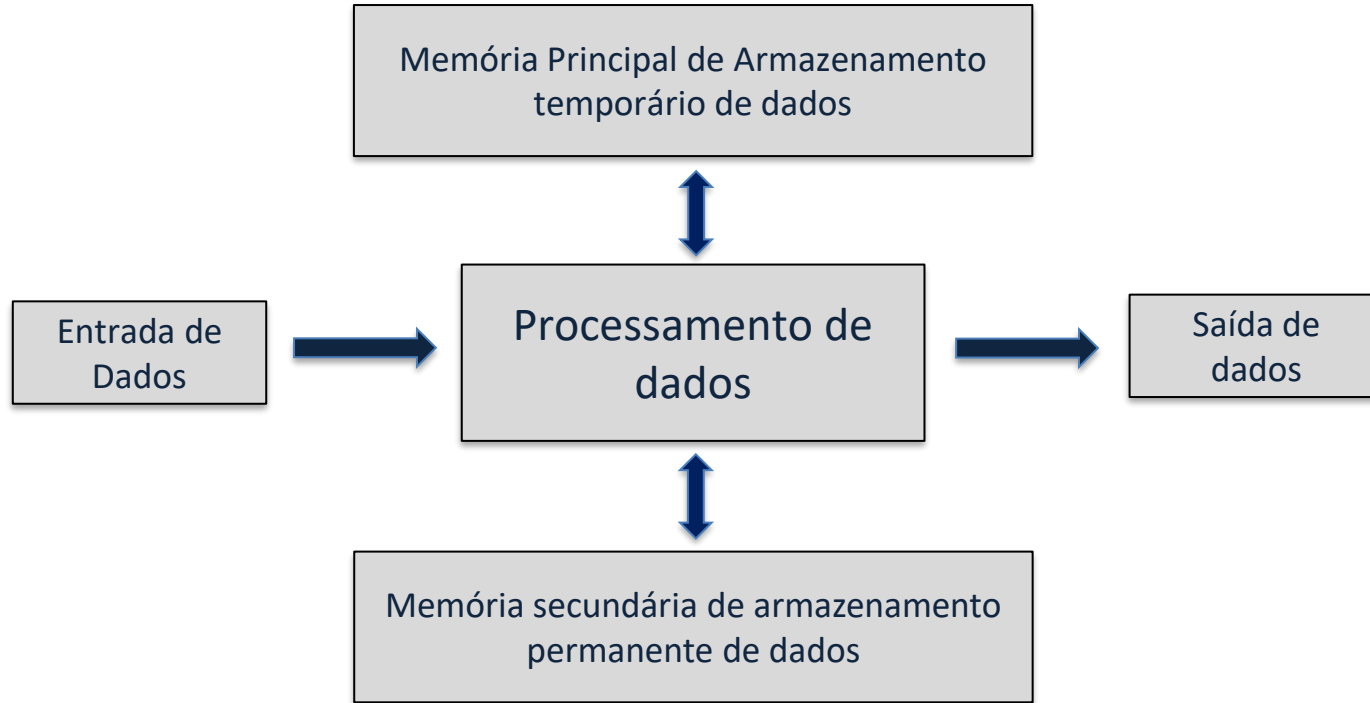 Memória Principal de Armazenamento
temporário de dados
Entrada de
Dados
Processamento de
dados
Saída de
dados
Memória secundária de armazenamento
permanente de dados